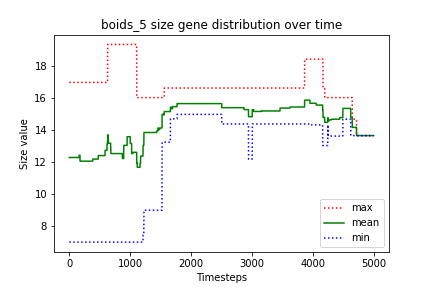 boids_5 size gene distribution over time
Size value
18
16
14
12
10
8
max
mean
min
0
1000
2000
3000
4000
5000
Timesteps